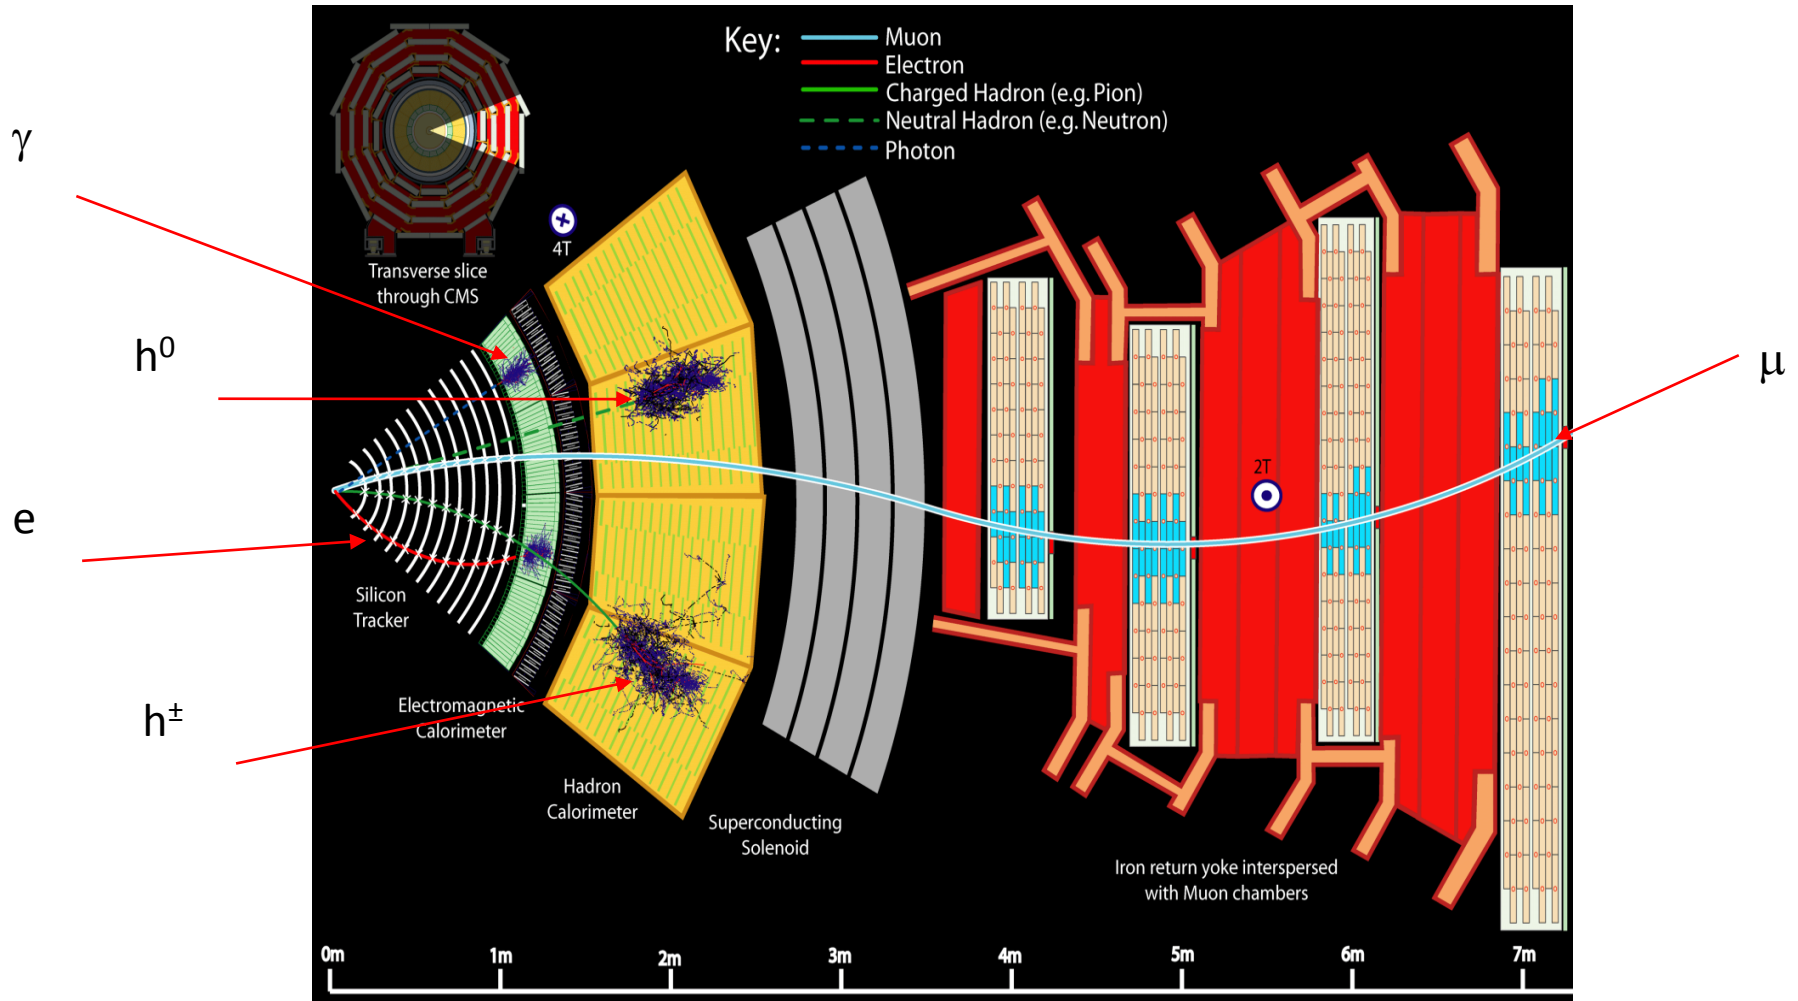 Key:
Muon
Electron
Charged Hadron (e.g. Pion)
Neutral Hadron (e.g. Neutron)
Photon
γ
h⁰
e
h±
μ
4T
Transverse slice
through CMS
2T
Silicon
Tracker
Electromagnetic
Calorimeter
Hadron
Calorimeter
Superconducting
Solenoid
Iron return yoke interspersed
with Muon chambers
0m 1m 2m 3m 4m 5m 6m 7m